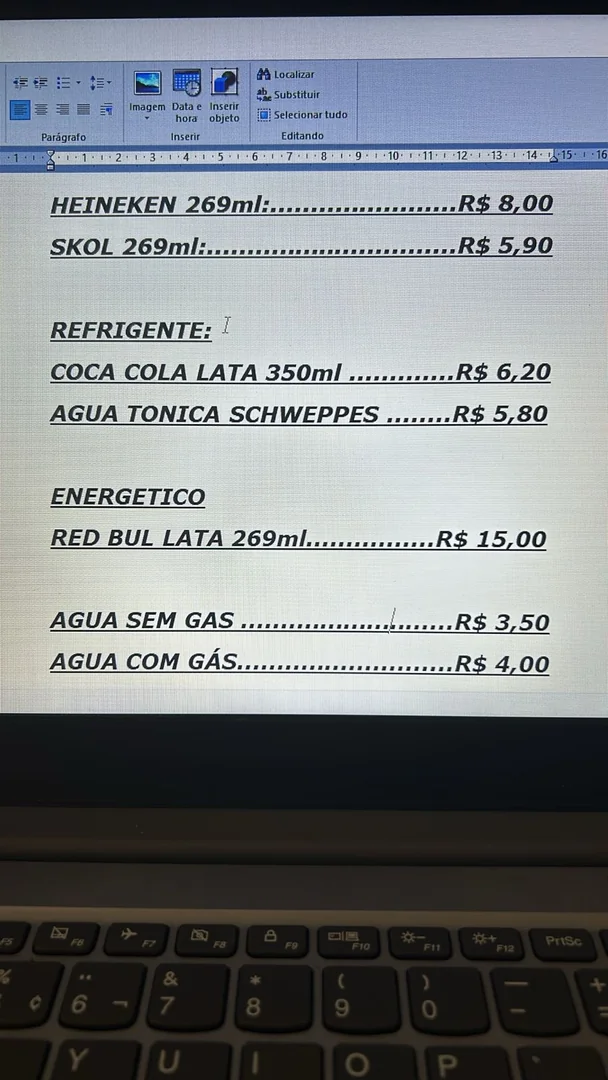 Localizar
Substituir
Selecionar tudo
Imagem
Data e hora
Inserir objeto
Parágrafo
Inserir
Editando
1 1 2 3 4 5 6 7 8 9 10 11 12 13 14 15 16
HEINEKEN 269ml:.......................R$ 8,00
SKOL 269ml:...............................R$ 5,90
REFRIGENTE:
COCA COLA LATA 350ml .............R$ 6,20
AGUA TONICA SCHWEPPES ........R$ 5,80
ENERGETICO
RED BUL LATA 269ml................R$ 15,00
AGUA SEM GAS ..........................R$ 3,50
AGUA COM GÁS...........................R$ 4,00
F5 F6 F7 F8 F9 F10 F11 F12 PrtSc
% ¢ ¨ 6 ¬ & 7 * 8 ( 9 ) 0 — - + =
Y U I O P `